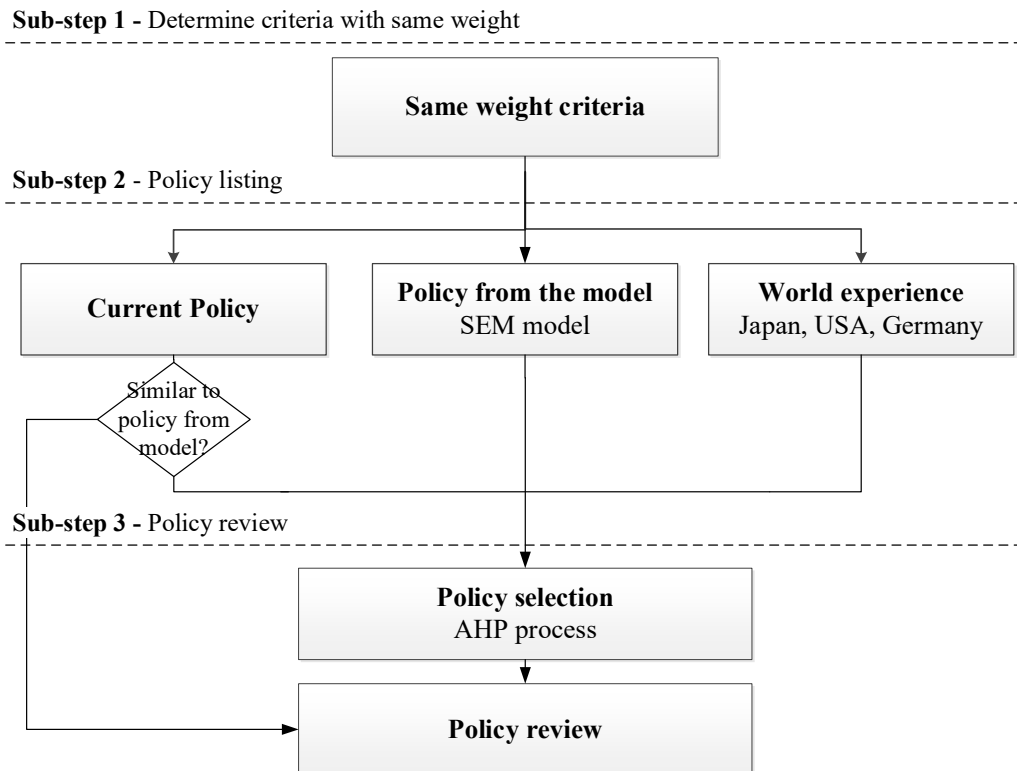 Sub-step 1 - Determine criteria with same weight
Same weight criteria
Sub-step 2 - Policy listing
Current Policy
Policy from the model
SEM model
World experience
Japan, USA, Germany
Similar to
policy from
model?
Sub-step 3 - Policy review
Policy selection
AHP process
Policy review